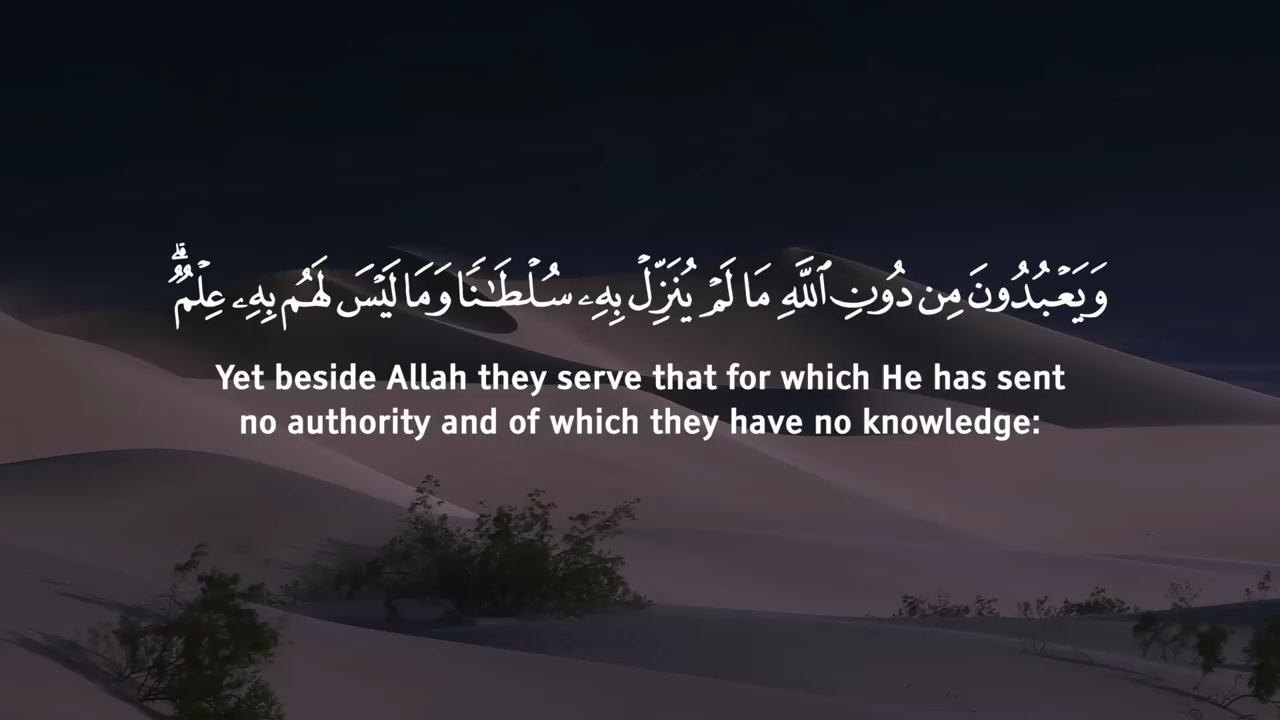 وَيَعْبُدُونَ مِن دُونِ ٱللَّهِ مَا لَمْ يُنَزِّلْ بِهِۦ سُلْطَـٰنًا وَمَا لَيْسَ لَهُم بِهِۦ عِلْمٌ ۗ
Yet beside Allah they serve that for which He has sent
no authority and of which they have no knowledge: